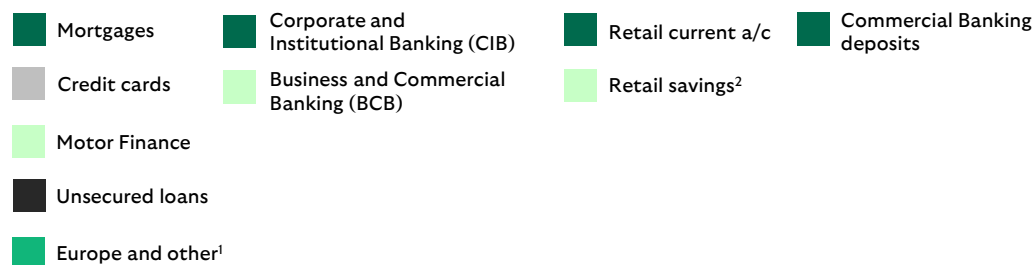 Mortgages
Credit cards
Motor Finance
Unsecured loans
Europe and other¹
Corporate and
Institutional Banking (CIB)
Business and Commercial
Banking (BCB)
Retail current a/c
Retail savings²
Commercial Banking
deposits